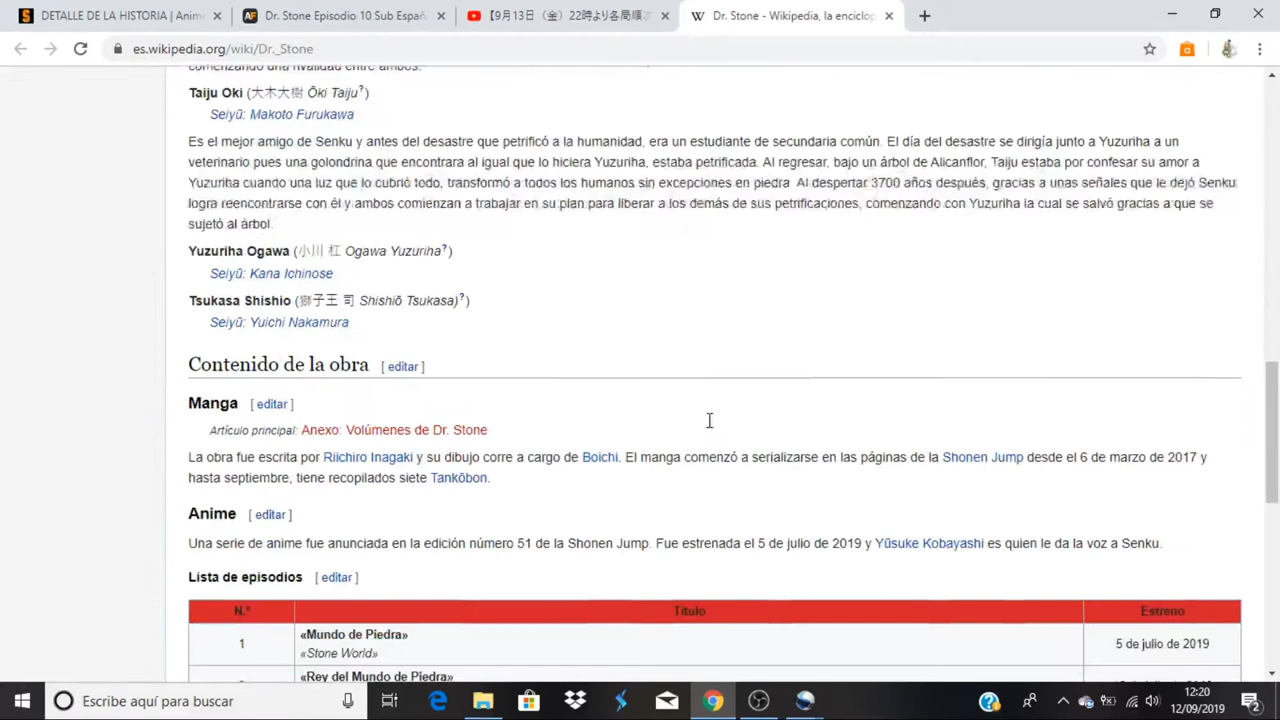 DETALLE DE LA HISTORIA | Anime
Dr. Stone Episodio 10 Sub Españ
【9月13日（金）22時より各局順次
Dr. Stone - Wikipedia, la enciclop
es.wikipedia.org/wiki/Dr._Stone
comenzando una rivalidad entre ambos.
Taiju Oki (大木大樹 Ōki Taiju?)
Seiyū: Makoto Furukawa
Es el mejor amigo de Senku y antes del desastre que petrificó a la humanidad, era un estudiante de secundaria común. El día del desastre se dirigía junto a Yuzuriha a un
veterinario pues una golondrina que encontrara al igual que lo hiciera Yuzuriha, estaba petrificada. Al regresar, bajo un árbol de Alicanflor, Taiju estaba por confesar su amor a
Yuzuriha cuando una luz que lo cubrió todo, transformó a todos los humanos sin excepciones en piedra. Al despertar 3700 años después, gracias a unas señales que le dejó Senku
logra reencontrarse con él y ambos comienzan a trabajar en su plan para liberar a los demás de sus petrificaciones, comenzando con Yuzuriha la cual se salvó gracias a que se
sujetó al árbol.
Yuzuriha Ogawa (小川 杠 Ogawa Yuzuriha?)
Seiyū: Kana Ichinose
Tsukasa Shishio (獅子王 司 Shishiō Tsukasa)?)
Seiyū: Yuichi Nakamura
Contenido de la obra [ editar ]
Manga [ editar ]
Artículo principal: Anexo: Volúmenes de Dr. Stone
La obra fue escrita por Riichiro Inagaki y su dibujo corre a cargo de Boichi. El manga comenzó a serializarse en las páginas de la Shonen Jump desde el 6 de marzo de 2017 y
hasta septiembre, tiene recopilados siete Tankōbon.
Anime [ editar ]
Una serie de anime fue anunciada en la edición número 51 de la Shonen Jump. Fue estrenada el 5 de julio de 2019 y Yūsuke Kobayashi es quien le da la voz a Senku.
Lista de episodios [ editar ]
N.° Título Estreno
1 «Mundo de Piedra» 5 de julio de 2019
«Stone World»
«Rey del Mundo de Piedra»
Escribe aquí para buscar
12:20
12/09/2019
2